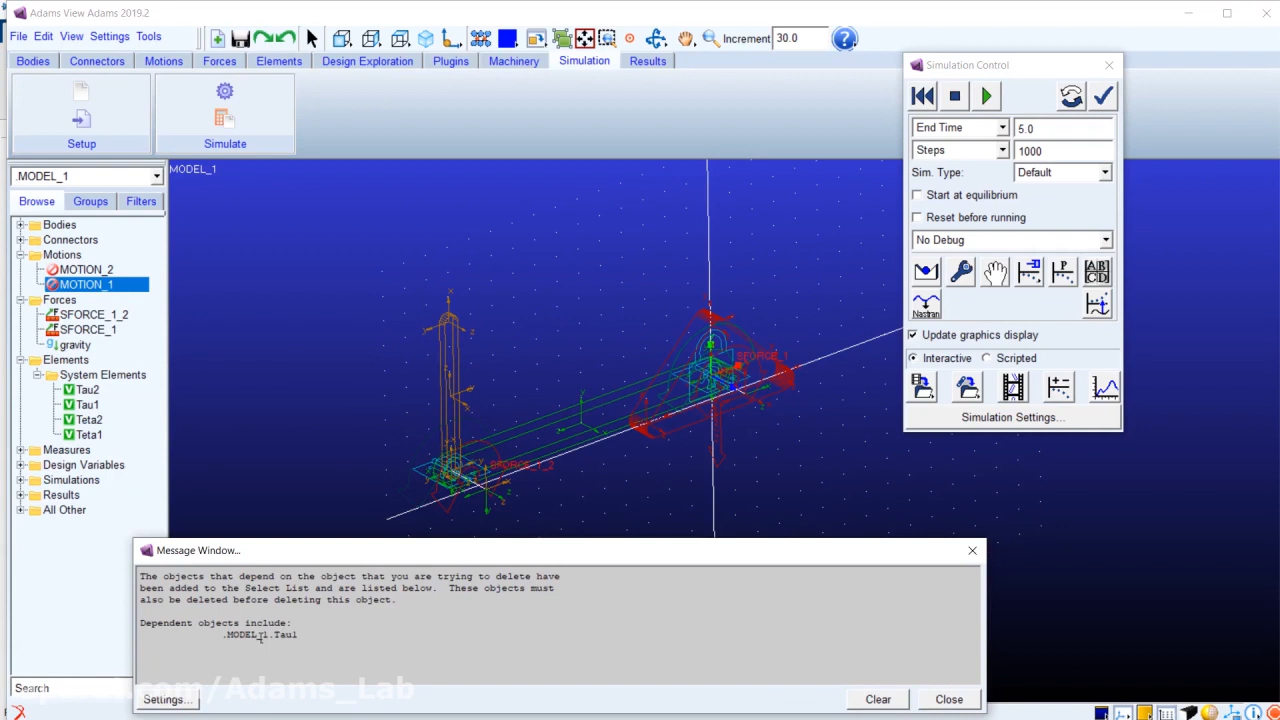 Adams View Adams 2019.2
File Edit View Settings Tools
Increment 30.0
Bodies Connectors Motions Forces Elements Design Exploration Plugins Machinery Simulation Results
Setup
Simulate
.MODEL_1
Browse Groups Filters
Bodies
Connectors
Motions
MOTION_2
MOTION_1
Forces
SFORCE_1_2
SFORCE_1
gravity
Elements
System Elements
Tau2
Tau1
Teta2
Teta1
Measures
Design Variables
Simulations
Results
All Other
Search
MODEL_1
SFORCE_1
SFORCE_1_2
Simulation Control
End Time 5.0
Steps 1000
Sim. Type: Default
Start at equilibrium
Reset before running
No Debug
Nastran
Update graphics display
Interactive Scripted
Simulation Settings...
Message Window...
The objects that depend on the object that you are trying to delete have
been added to the Select List and are listed below. These objects must
also be deleted before deleting this object.
Dependent objects include:
.MODEL_1.Tau1
Settings... Clear Close
.com/Adams_Lab